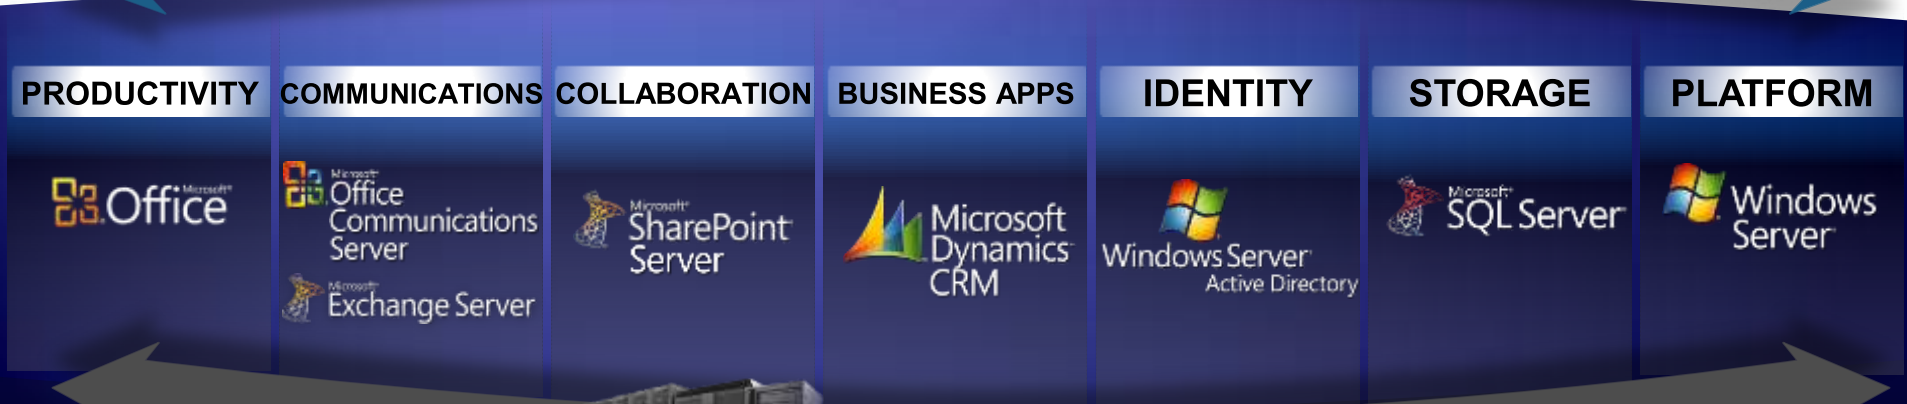 PRODUCTIVITY
COMMUNICATIONS
COLLABORATION
BUSINESS APPS
IDENTITY
STORAGE
PLATFORM
Microsoft®
Office
Microsoft®
Office
Communications
Server
Microsoft®
Exchange Server
Microsoft®
SharePoint®
Server
Microsoft
Dynamics™
CRM
Windows Server®
Active Directory
Microsoft®
SQL Server®
Windows
Server®